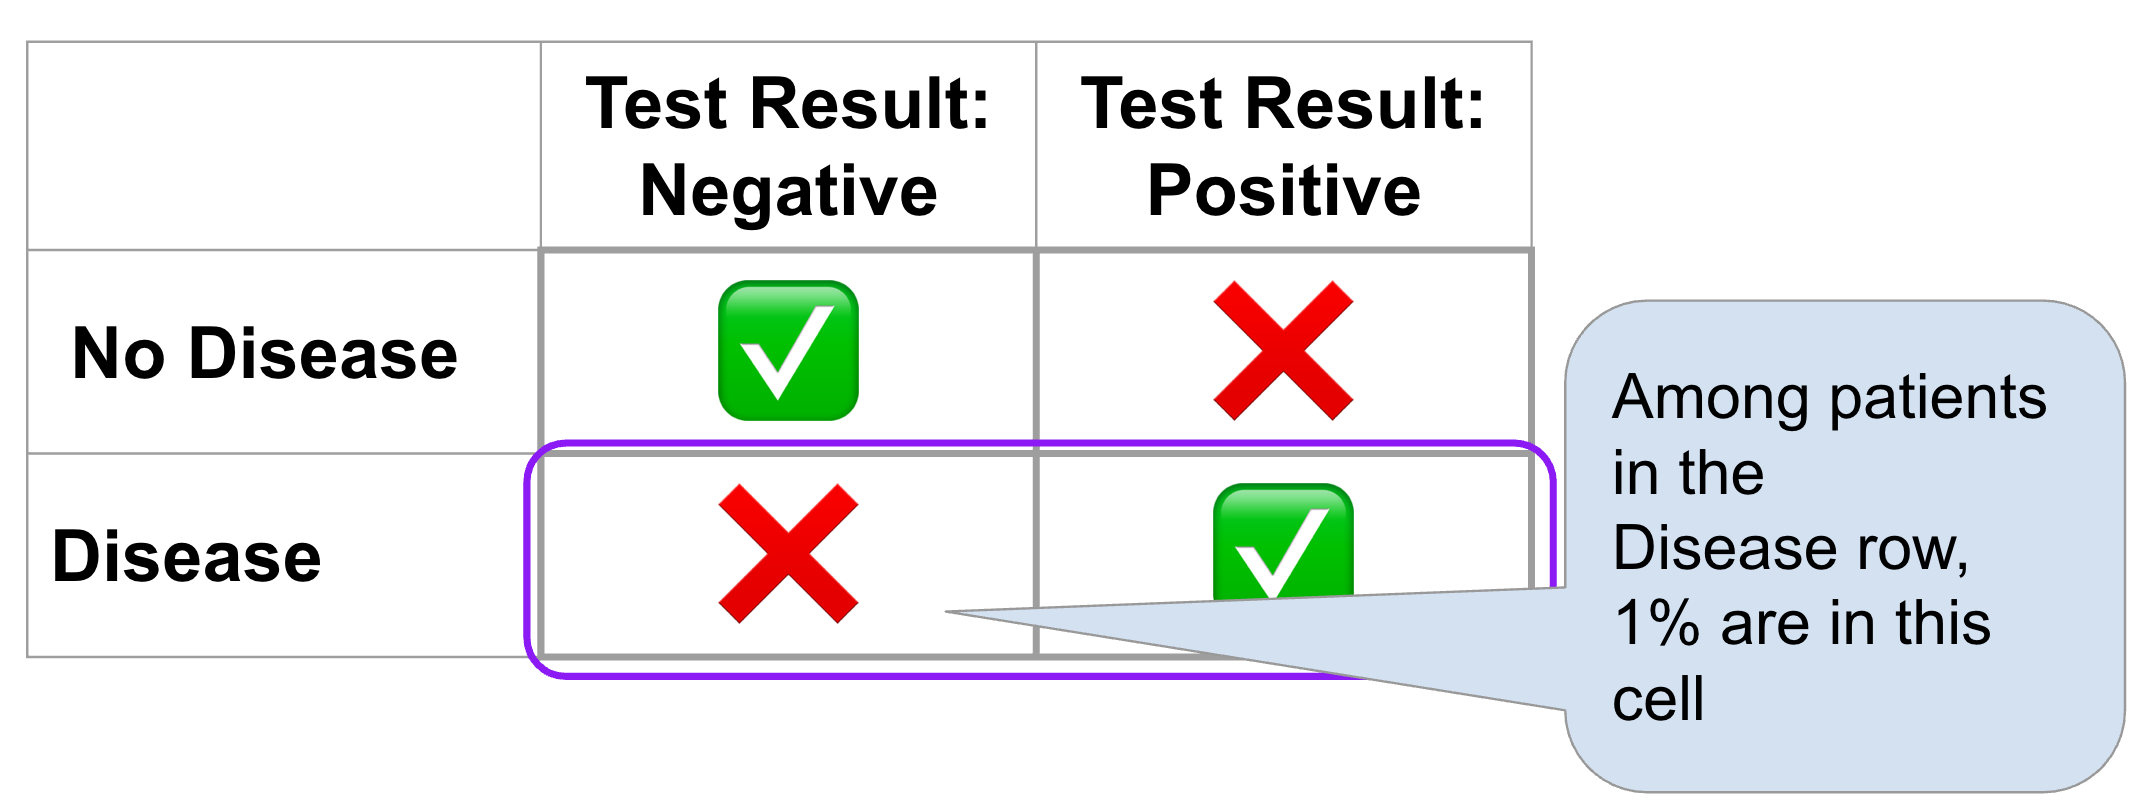 Test Result:
Negative
Test Result:
Positive
No Disease
Disease
Among patients
in the
Disease row,
1% are in this
cell